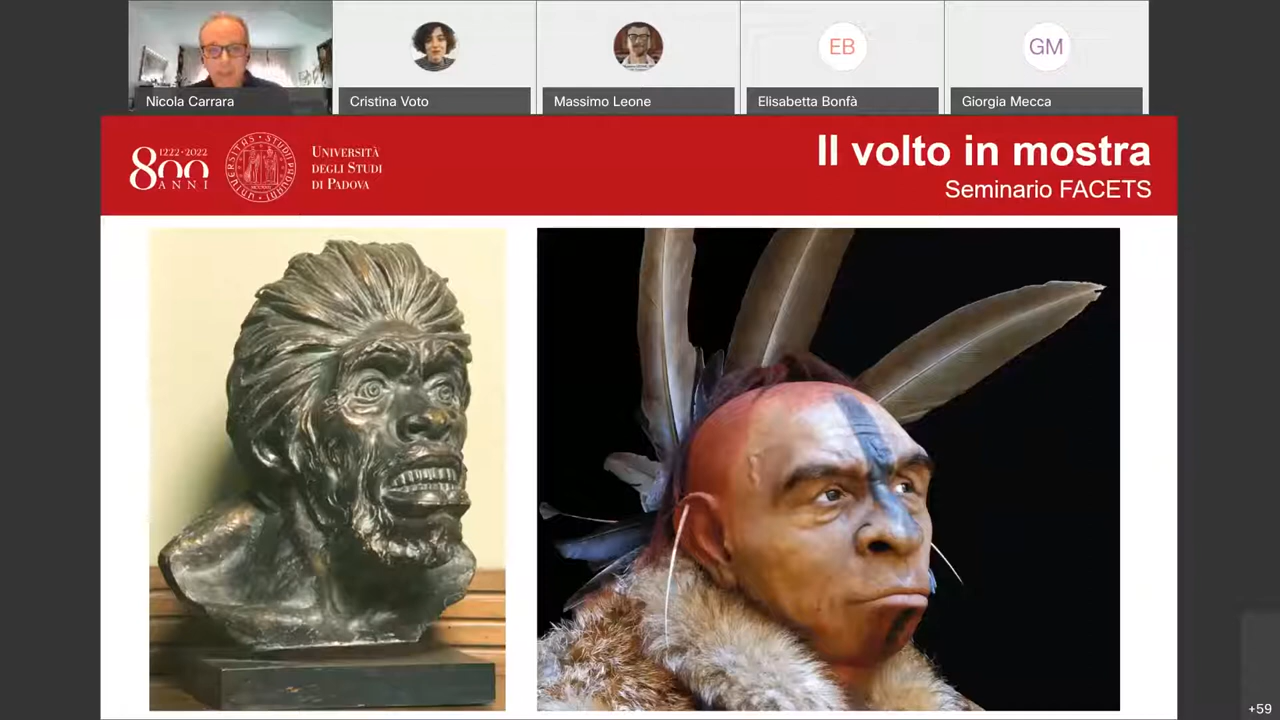 EB
GM
Nicola Carrara
Cristina Voto
Massimo Leone
Elisabetta Bonfà
Giorgia Mecca
1222·2022
800
ANNI
UNIVERSITÀ
DEGLI STUDI
DI PADOVA
Il volto in mostra
Seminario FACETS
+59